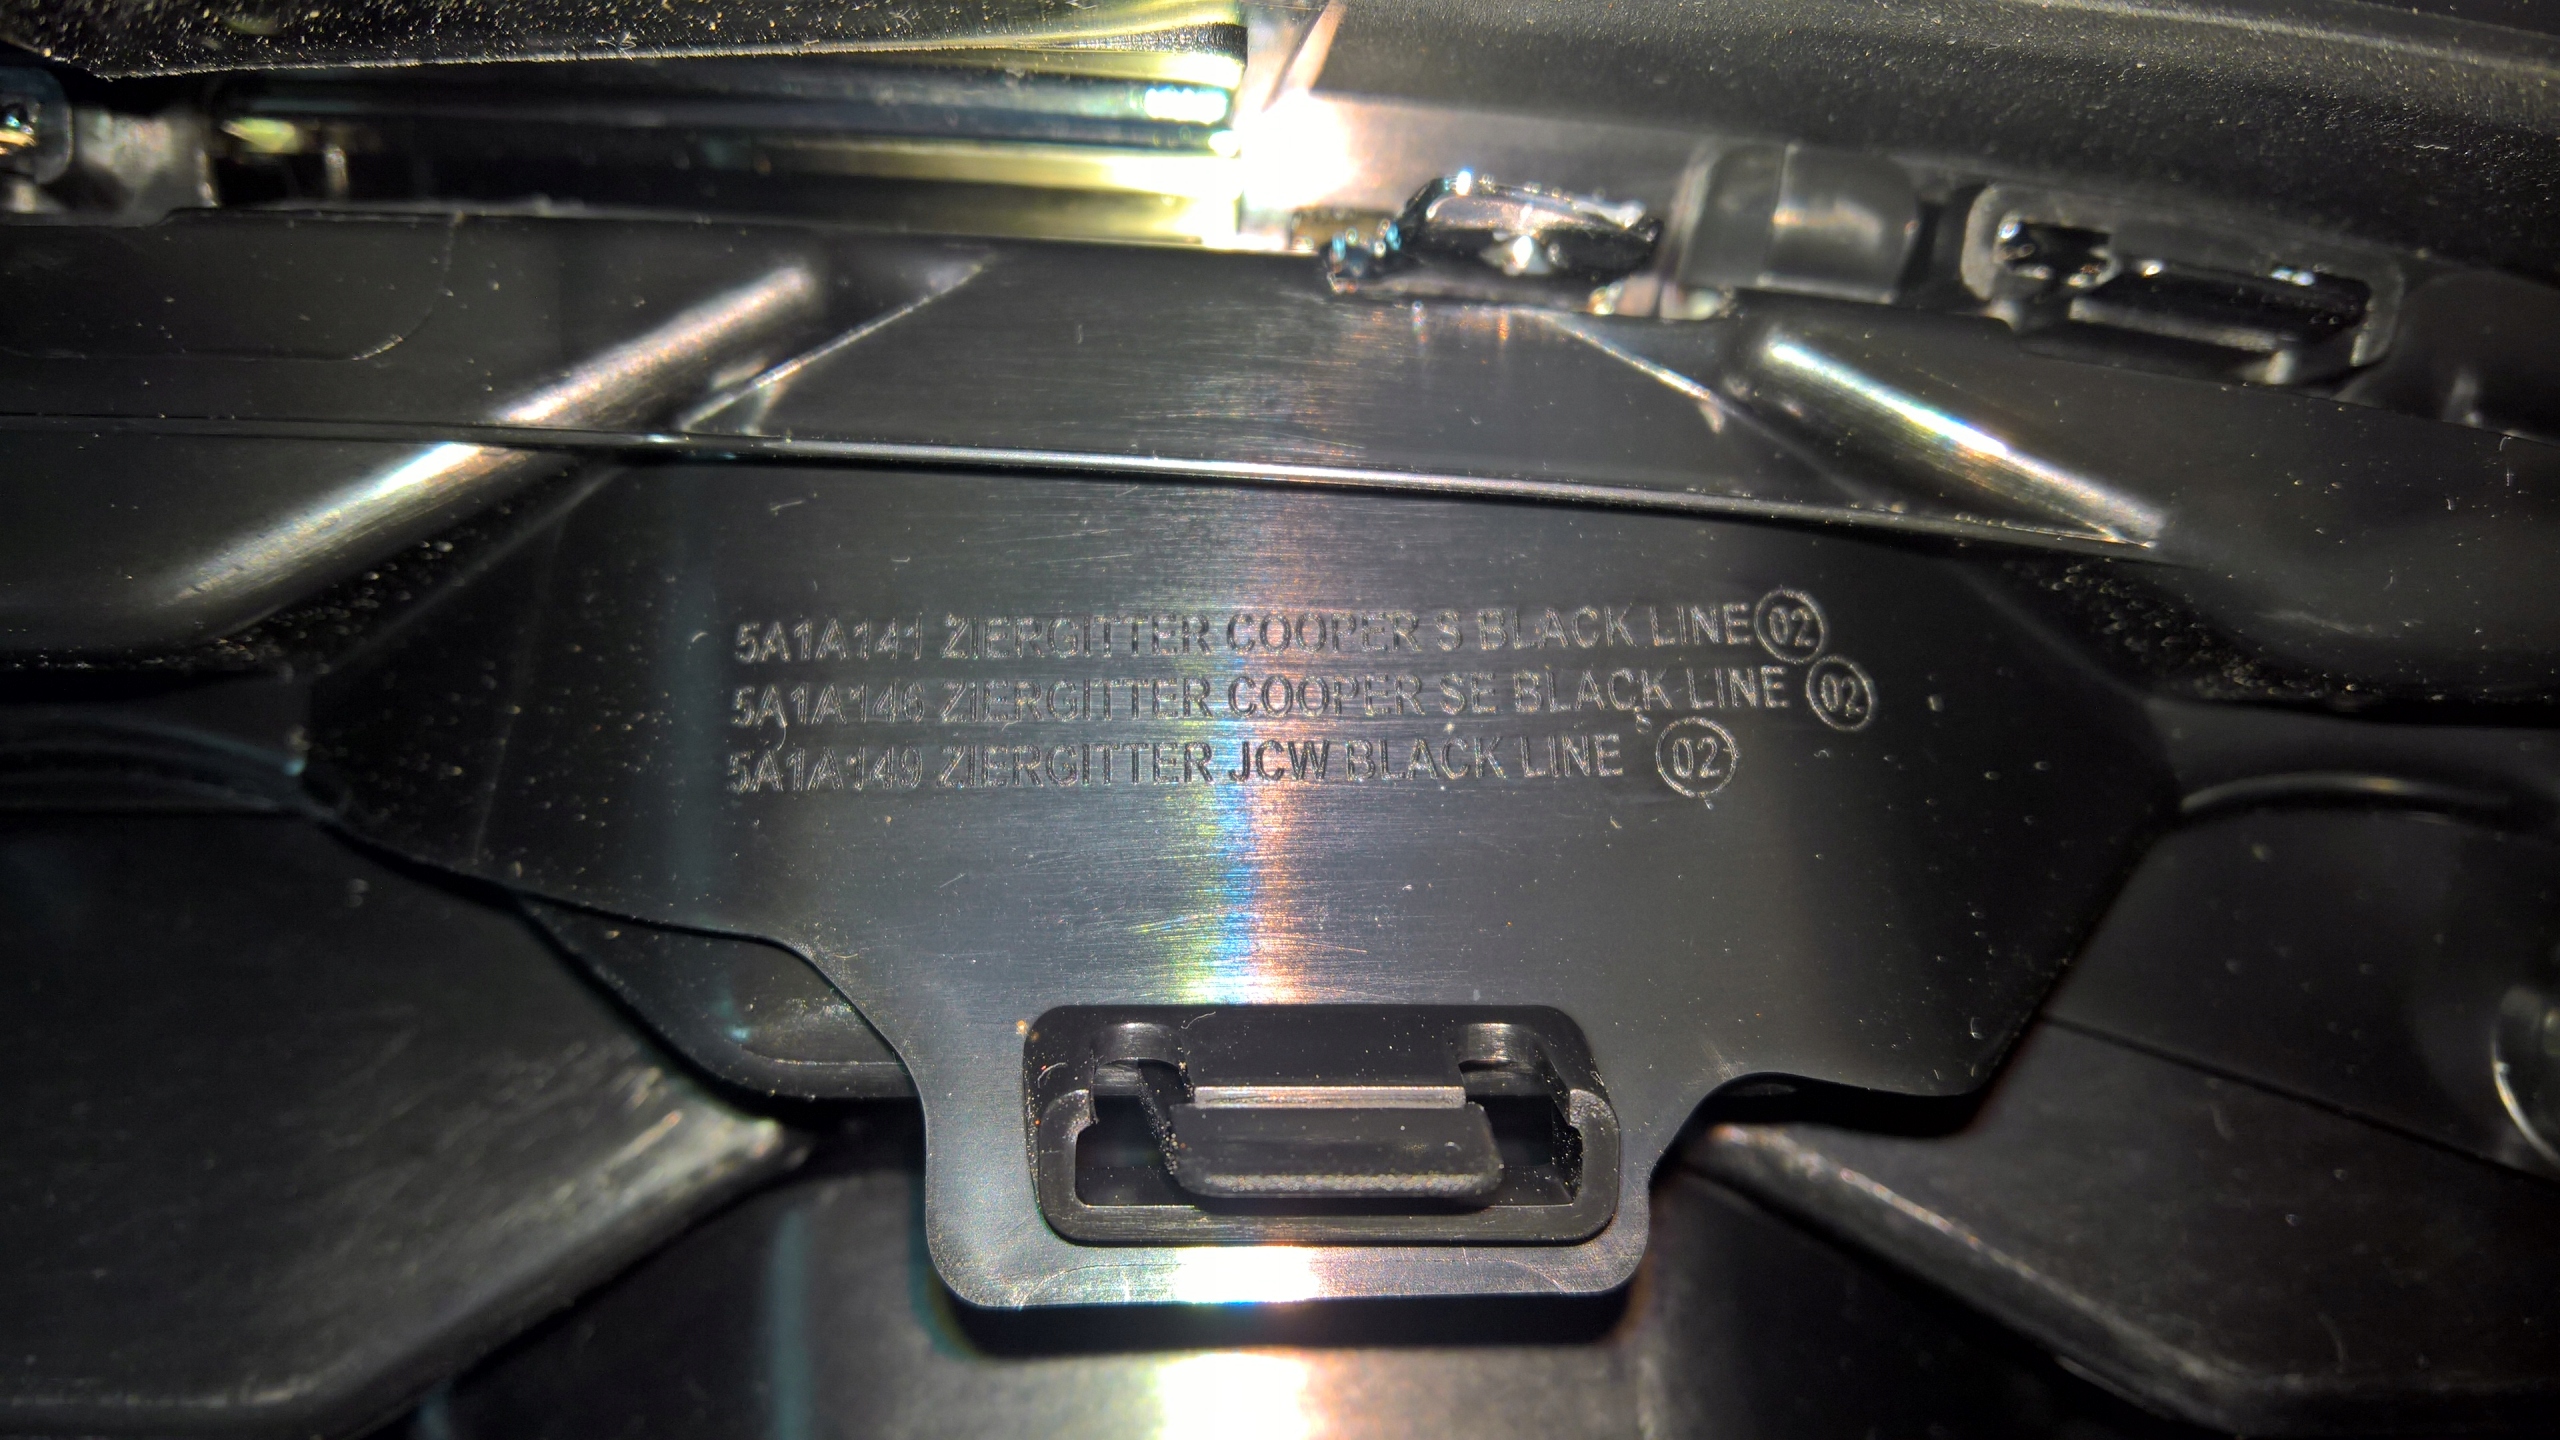 5A1A141 ZIERGITTER COOPER S BLACK LINE 02
5A1A146 ZIERGITTER COOPER SE BLACK LINE 02
5A1A149 ZIERGITTER JCW BLACK LINE 02